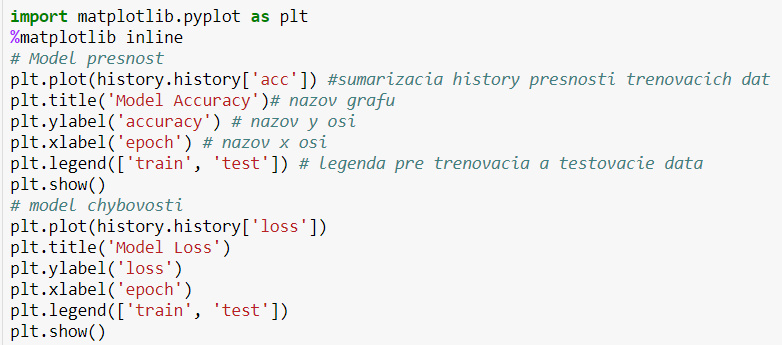 import matplotlib.pyplot as plt
%matplotlib inline
# Model presnost
plt.plot(history.history['acc']) #sumarizacia history presnosti trenovacich dat
plt.title('Model Accuracy')# nazov grafu
plt.ylabel('accuracy') # nazov y osi
plt.xlabel('epoch') # nazov x osi
plt.legend(['train', 'test']) # legenda pre trenovacia a testovacie data
plt.show()
# model chybovosti
plt.plot(history.history['loss'])
plt.title('Model Loss')
plt.ylabel('loss')
plt.xlabel('epoch')
plt.legend(['train', 'test'])
plt.show()